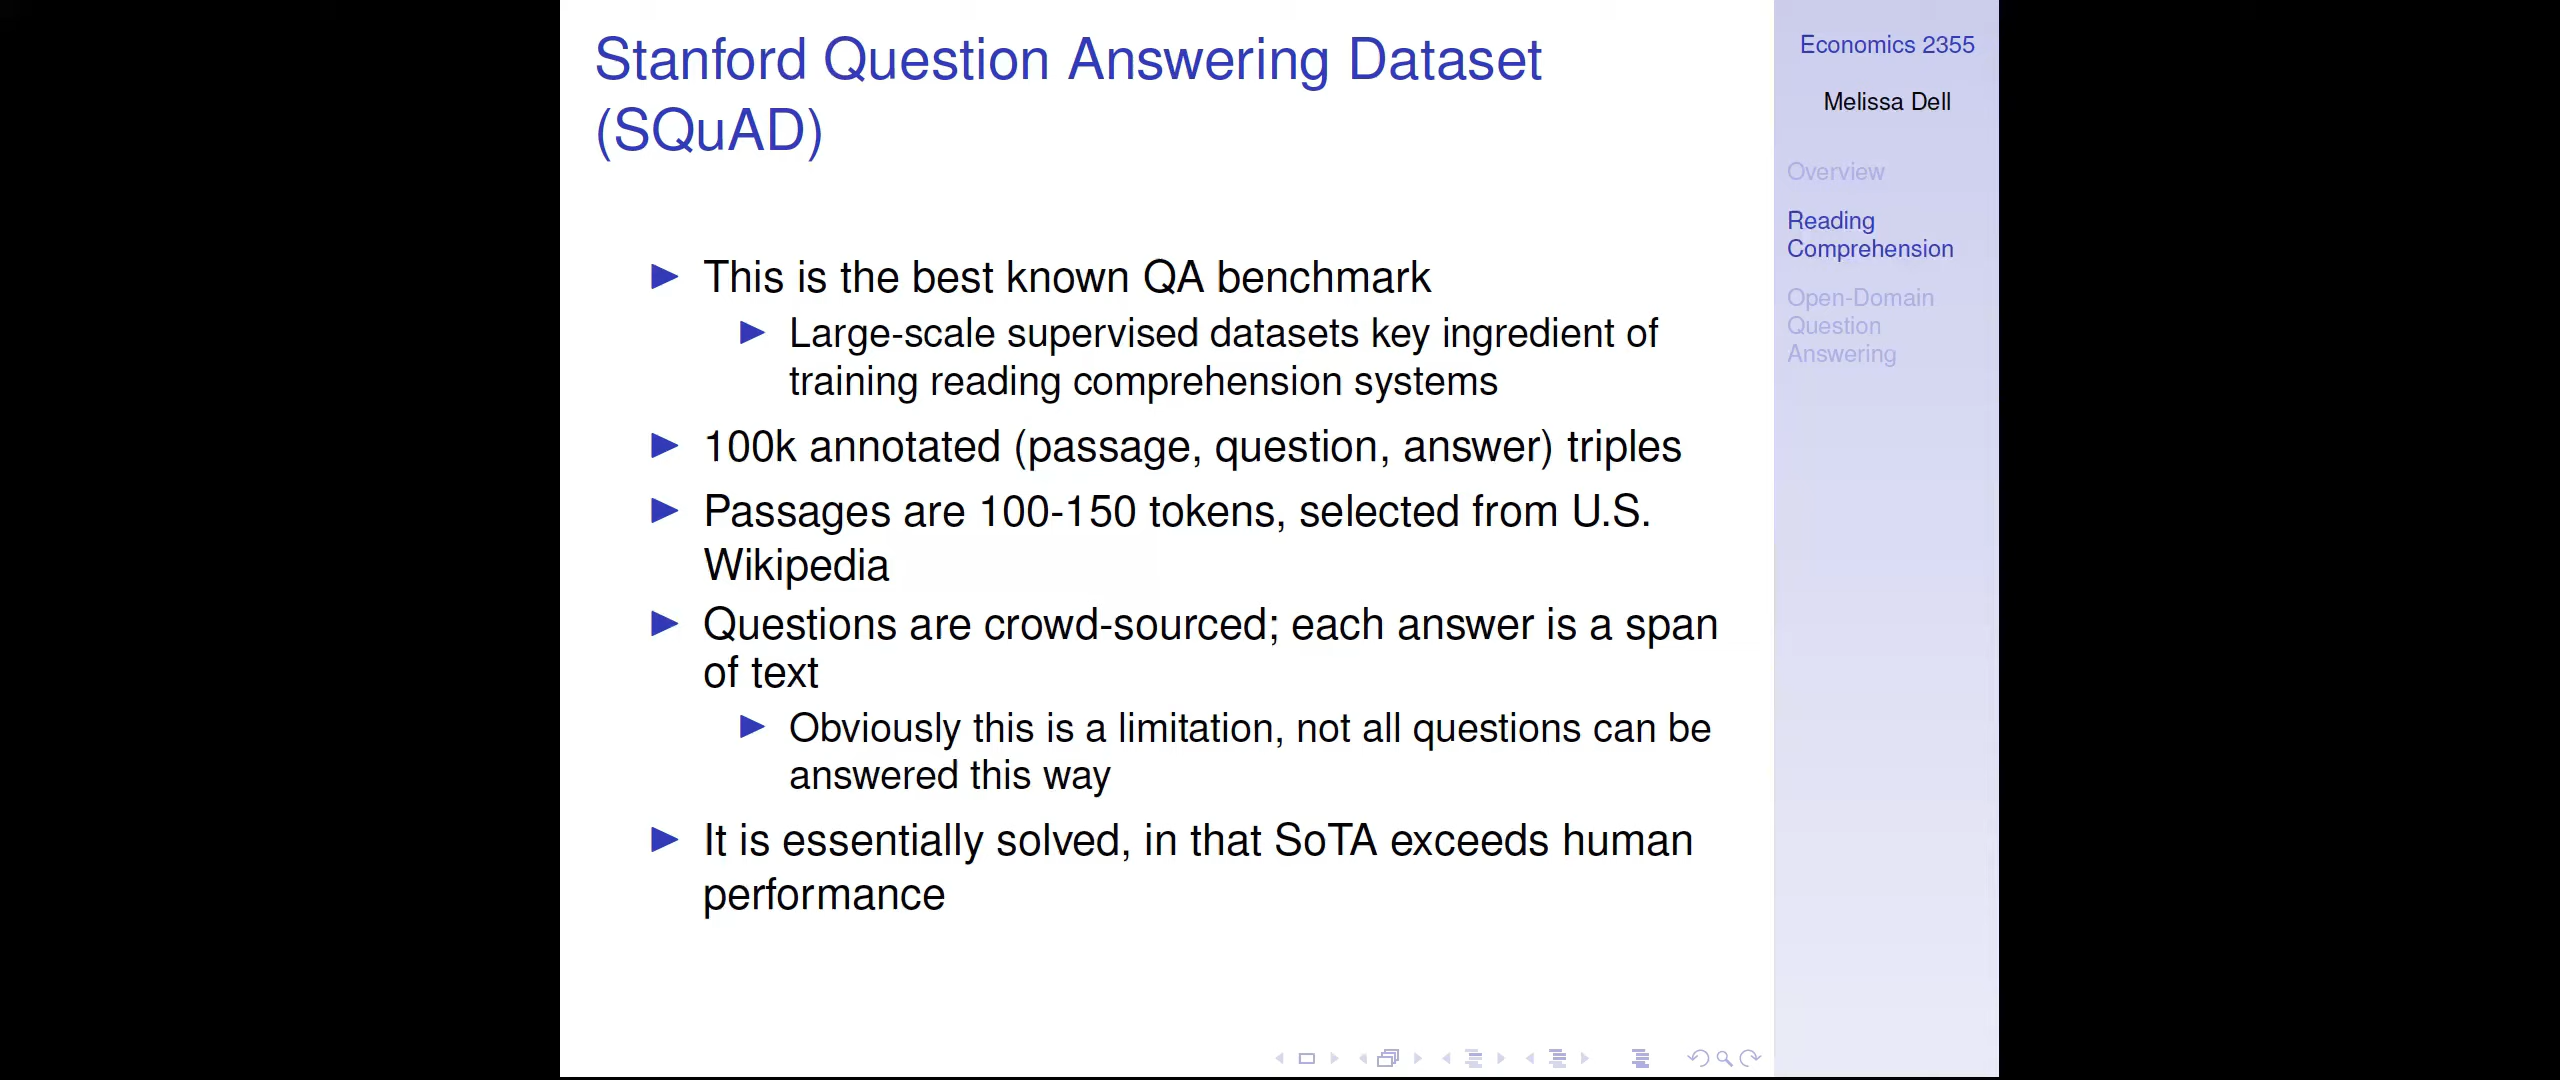 Stanford Question Answering Dataset
(SQuAD)
This is the best known QA benchmark
Large-scale supervised datasets key ingredient of
training reading comprehension systems
100k annotated (passage, question, answer) triples
Passages are 100-150 tokens, selected from U.S.
Wikipedia
Questions are crowd-sourced; each answer is a span
of text
Obviously this is a limitation, not all questions can be
answered this way
It is essentially solved, in that SoTA exceeds human
performance
Economics 2355
Melissa Dell
Overview
Reading
Comprehension
Open-Domain
Question
Answering